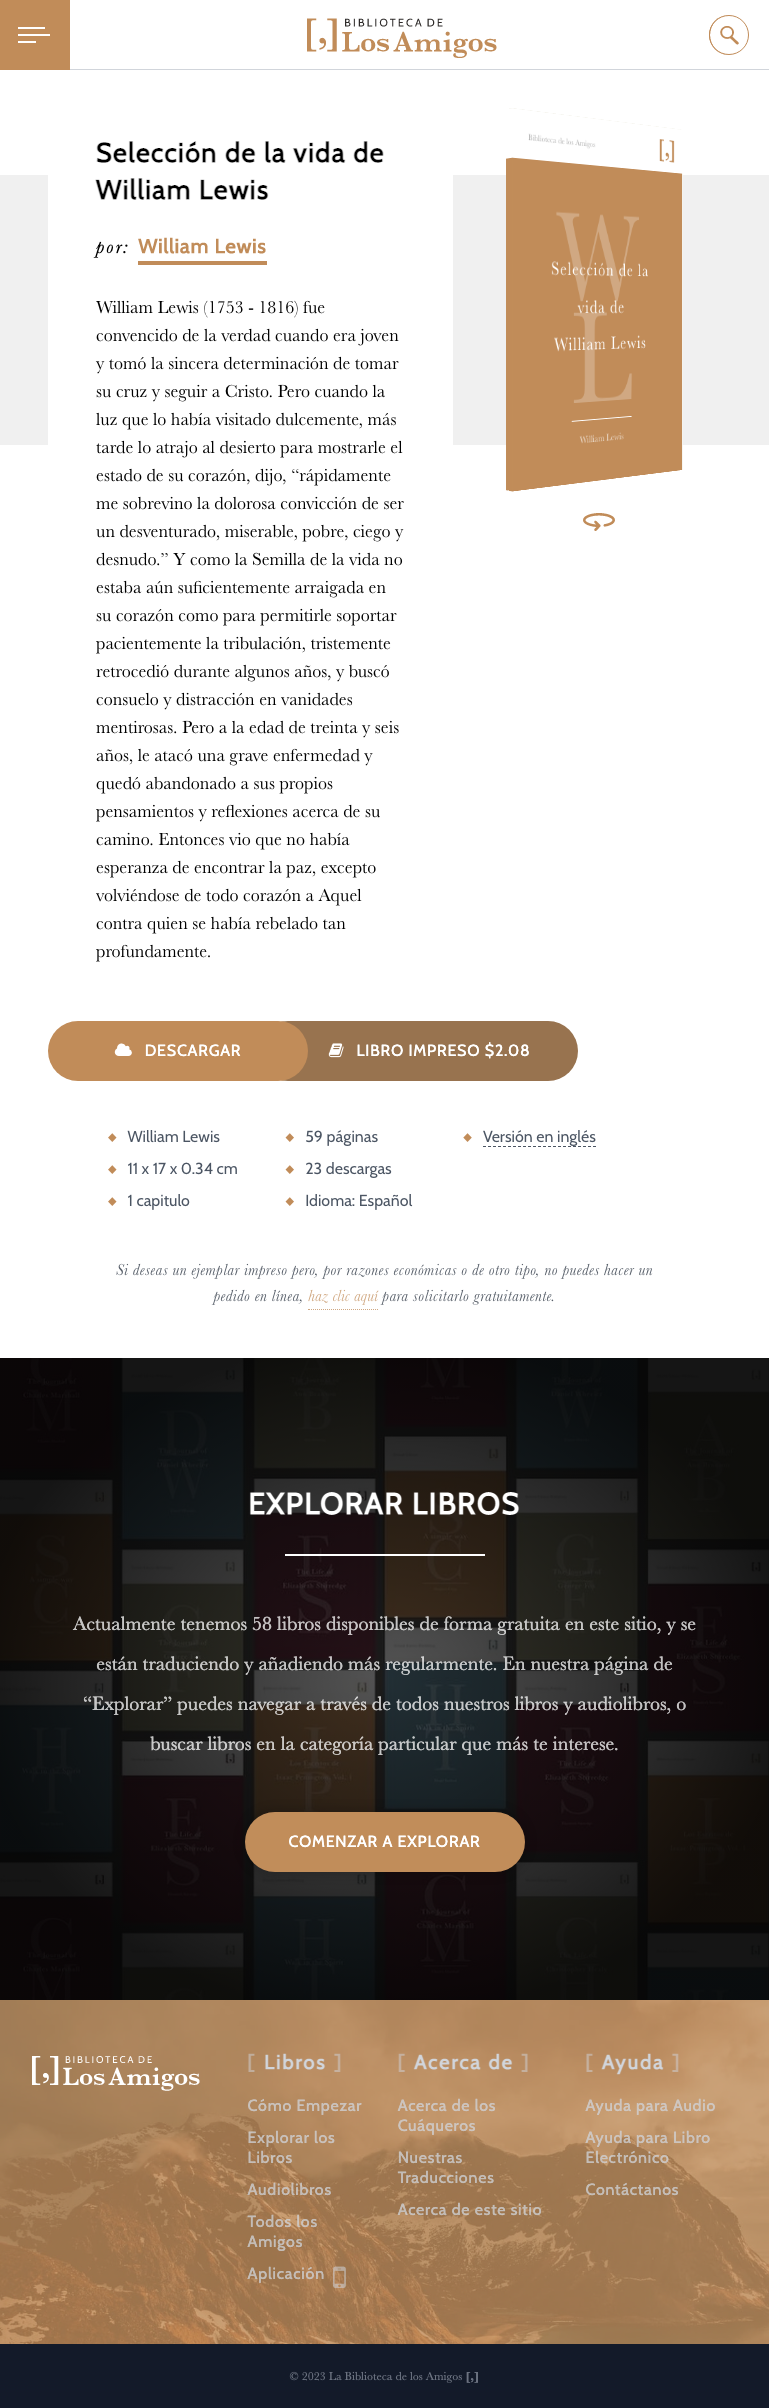 BIBLIOTECA DE
[,] Los Amigos
Selección de la vida de
William Lewis
por: William Lewis
William Lewis (1753 - 1816) fue
convencido de la verdad cuando era joven
y tomó la sincera determinación de tomar
su cruz y seguir a Cristo. Pero cuando la
luz que lo había visitado dulcemente, más
tarde lo atrajo al desierto para mostrarle el
estado de su corazón, dijo, “rápidamente
me sobrevino la dolorosa convicción de ser
un desventurado, miserable, pobre, ciego y
desnudo.” Y como la Semilla de la vida no
estaba aún suficientemente arraigada en
su corazón como para permitirle soportar
pacientemente la tribulación, tristemente
retrocedió durante algunos años, y buscó
consuelo y distracción en vanidades
mentirosas. Pero a la edad de treinta y seis
años, le atacó una grave enfermedad y
quedó abandonado a sus propios
pensamientos y reflexiones acerca de su
camino. Entonces vio que no había
esperanza de encontrar la paz, excepto
volviéndose de todo corazón a Aquel
contra quien se había rebelado tan
profundamente.
Biblioteca de los Amigos [,]
W
L
Selección de la
vida de
William Lewis
William Lewis
DESCARGAR
LIBRO IMPRESO $2.08
William Lewis
59 páginas
Versión en inglés
11 x 17 x 0.34 cm
23 descargas
1 capitulo
Idioma: Español
Si deseas un ejemplar impreso pero, por razones económicas o de otro tipo, no puedes hacer un
pedido en línea, haz clic aquí para solicitarlo gratuitamente.
EXPLORAR LIBROS
Actualmente tenemos 58 libros disponibles de forma gratuita en este sitio, y se
están traduciendo y añadiendo más regularmente. En nuestra página de
“Explorar” puedes navegar a través de todos nuestros libros y audiolibros, o
buscar libros en la categoría particular que más te interese.
COMENZAR A EXPLORAR
BIBLIOTECA DE
[,] Los Amigos
[ Libros ]
Cómo Empezar
Explorar los
Libros
Audiolibros
Todos los
Amigos
Aplicación
[ Acerca de ]
Acerca de los
Cuáqueros
Nuestras
Traducciones
Acerca de este sitio
[ Ayuda ]
Ayuda para Audio
Ayuda para Libro
Electrónico
Contáctanos
© 2023 La Biblioteca de los Amigos [,]